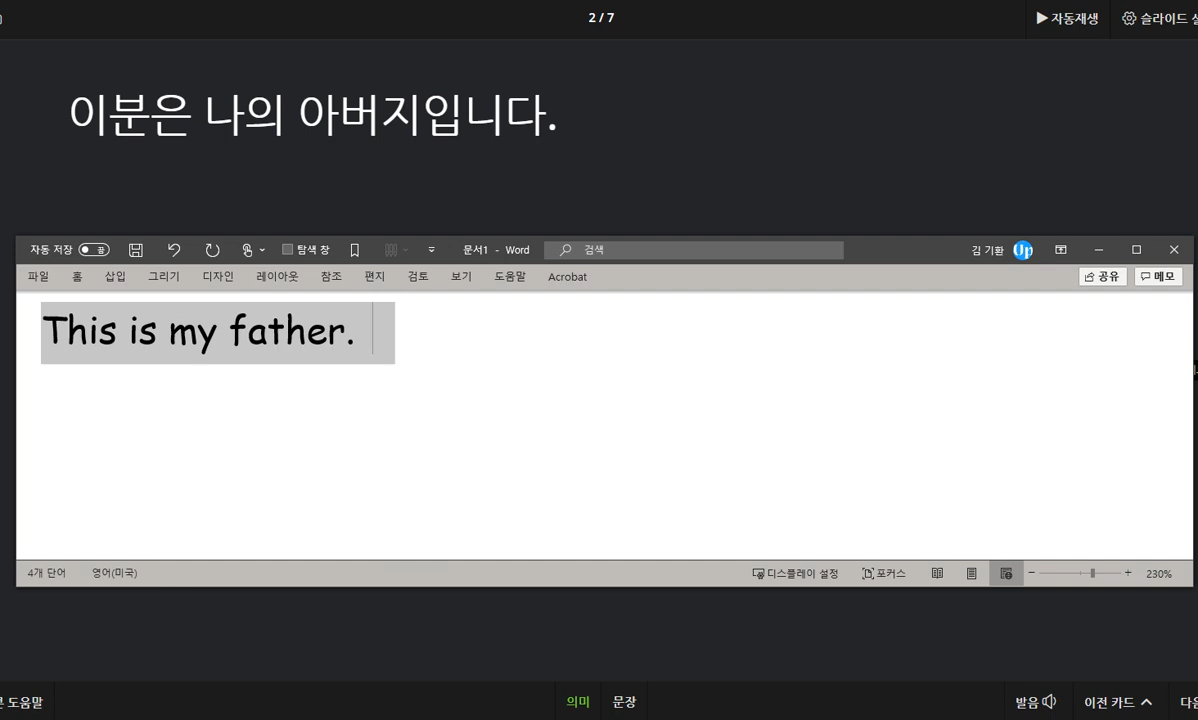 2 / 7
자동재생
슬라이드
이분은 나의 아버지입니다.
자동 저장 끔 탐색 창 문서1 - Word 검색 김 기환 Up
파일 홈 삽입 그리기 디자인 레이아웃 참조 편지 검토 보기 도움말 Acrobat 공유 메모
This is my father.
4개 단어 영어(미국) 디스플레이 설정 포커스 230%
도움말 의미 문장 발음 이전 카드